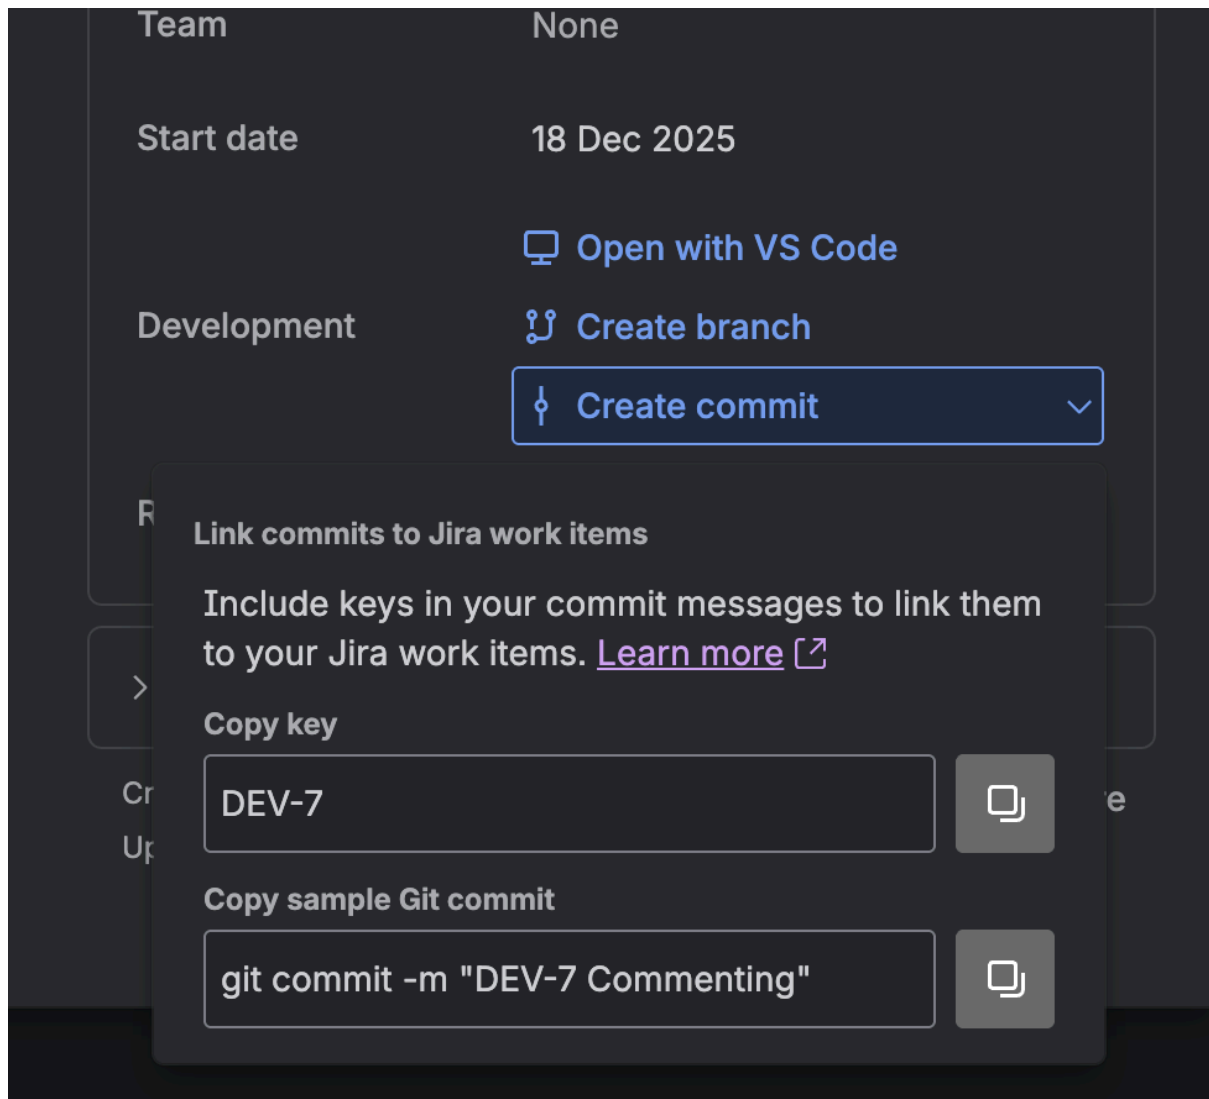 Team None
Start date 18 Dec 2025
Open with VS Code
Development Create branch
Create commit
Link commits to Jira work items
Include keys in your commit messages to link them
to your Jira work items. Learn more
Copy key
DEV-7
Copy sample Git commit
git commit -m "DEV-7 Commenting"